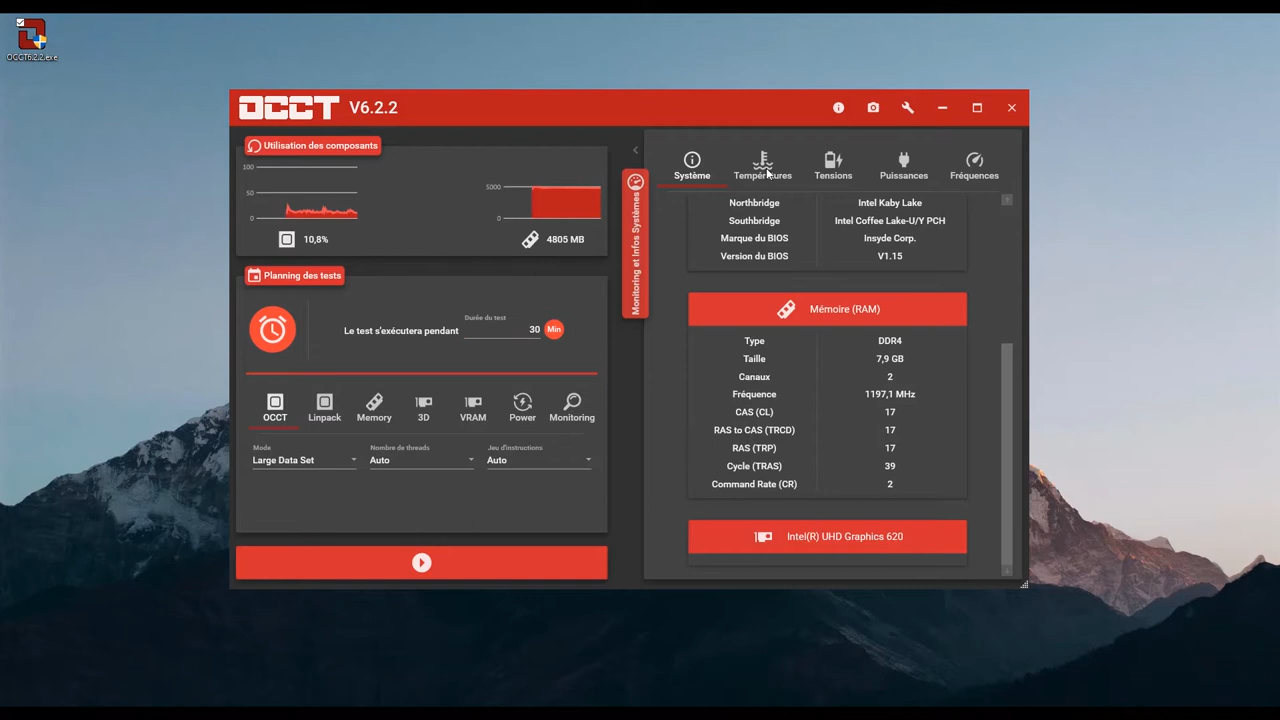 OCCT6.2.2.exe
OCCT V6.2.2
Utilisation des composants
100
50
0
5000
0
10,8%
4805 MB
Planning des tests
Le test s'exécutera pendant
Durée du test
30
Min
OCCT
Linpack
Memory
3D
VRAM
Power
Monitoring
Mode
Large Data Set
Nombre de threads
Auto
Jeu d'instructions
Auto
Monitoring et Infos Systèmes
Système
Températures
Tensions
Puissances
Fréquences
Northbridge Intel Kaby Lake
Southbridge Intel Coffee Lake-U/Y PCH
Marque du BIOS Insyde Corp.
Version du BIOS V1.15
Mémoire (RAM)
Type DDR4
Taille 7,9 GB
Canaux 2
Fréquence 1197,1 MHz
CAS (CL) 17
RAS to CAS (TRCD) 17
RAS (TRP) 17
Cycle (TRAS) 39
Command Rate (CR) 2
Intel(R) UHD Graphics 620